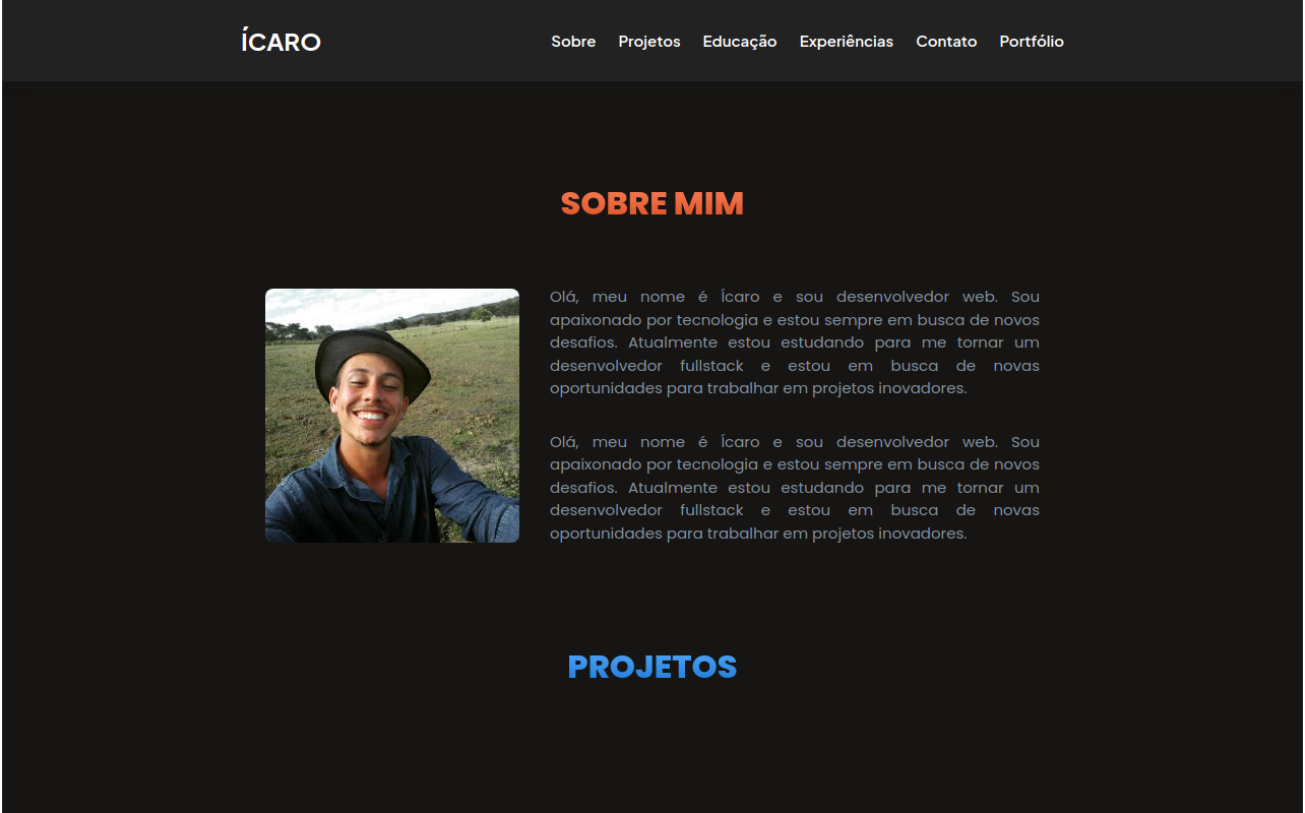 ÍCARO
Sobre Projetos Educação Experiências Contato Portfólio
SOBRE MIM
Olá, meu nome é Ícaro e sou desenvolvedor web. Sou
apaixonado por tecnologia e estou sempre em busca de novos
desafios. Atualmente estou estudando para me tornar um
desenvolvedor fullstack e estou em busca de novas
oportunidades para trabalhar em projetos inovadores.
Olá, meu nome é Ícaro e sou desenvolvedor web. Sou
apaixonado por tecnologia e estou sempre em busca de novos
desafios. Atualmente estou estudando para me tornar um
desenvolvedor fullstack e estou em busca de novas
oportunidades para trabalhar em projetos inovadores.
PROJETOS